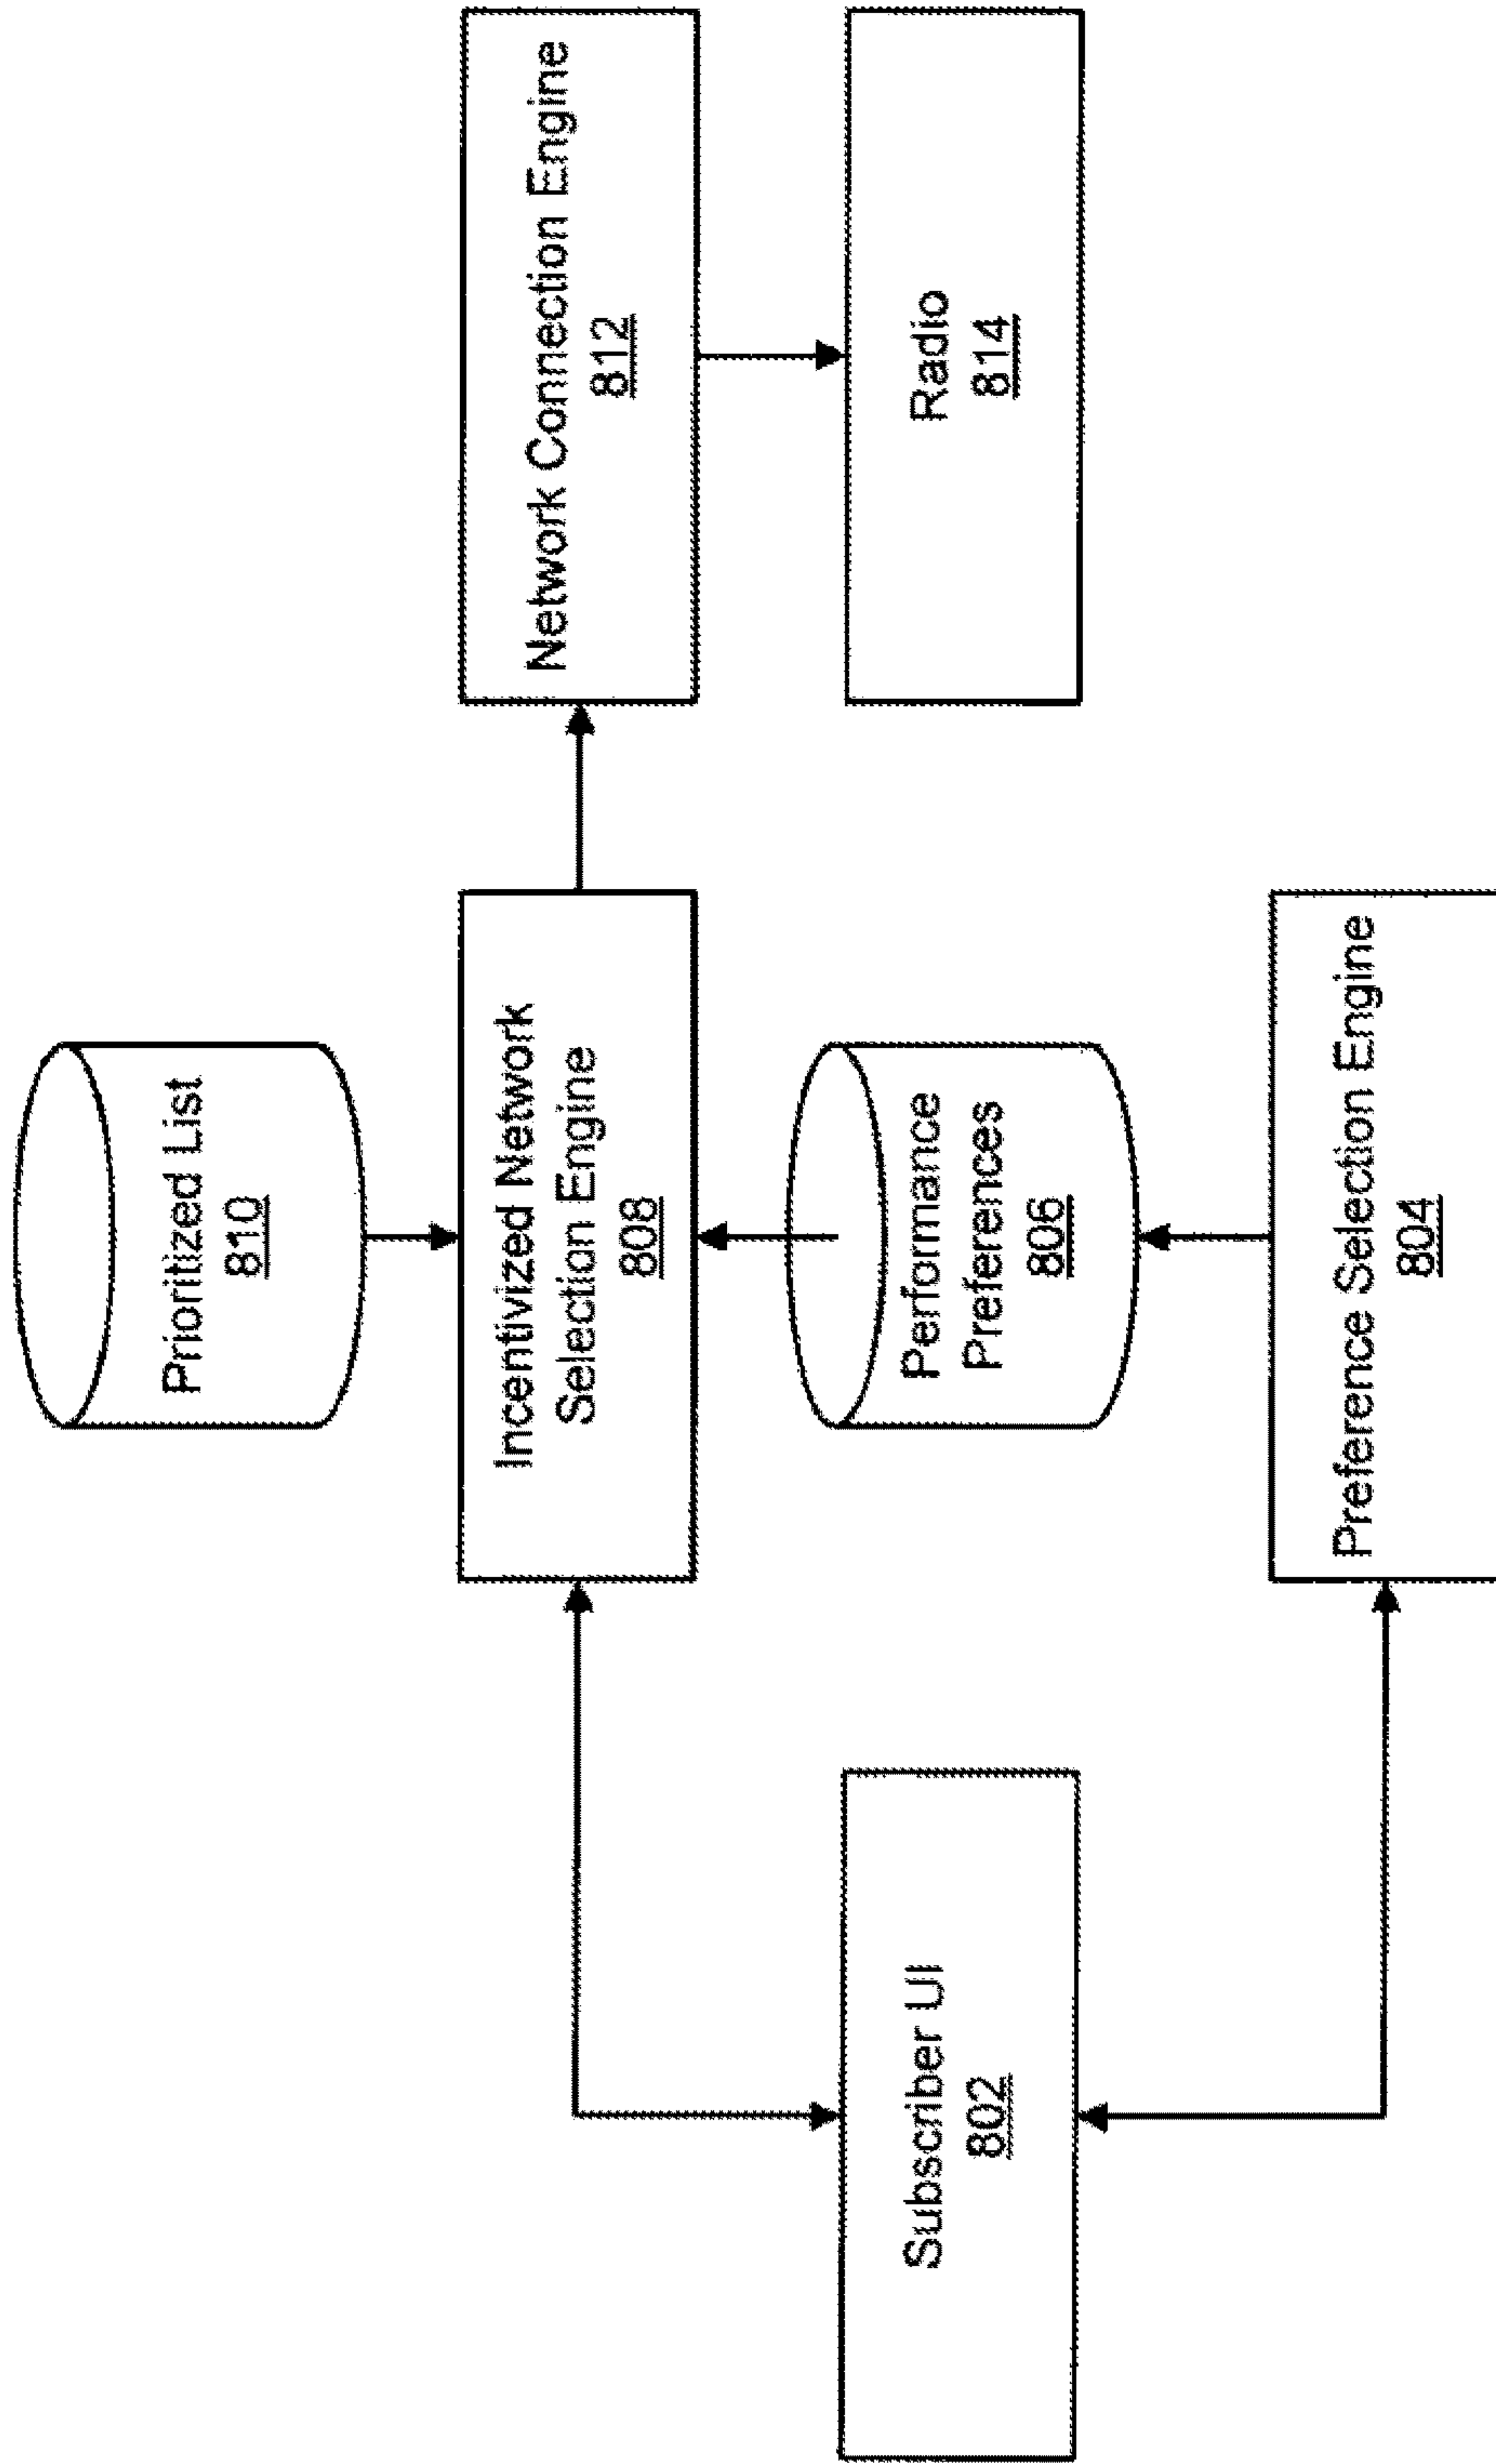 Prioritized List
810
Incentivized Network
Selection Engine
808
Network Connection Engine
812
Subscriber UI
802
Performance
Preferences
806
Radio
814
Preference Selection Engine
804